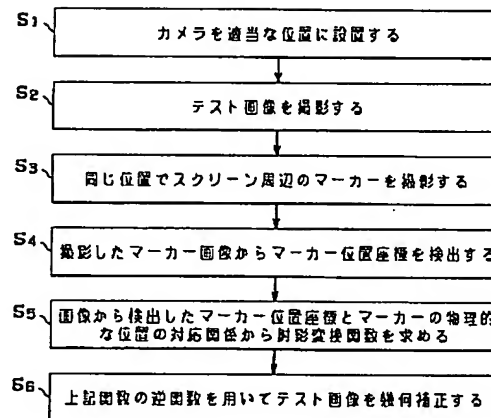 S1
カメラを適当な位置に設置する
S2
テスト画像を撮影する
S3
同じ位置でスクリーン周辺のマーカーを撮影する
S4
撮影したマーカー画像からマーカー位置座標を検出する
S5
画像から検出したマーカー位置座標とマーカーの物理的
な位置の対応関係から射影変換関数を求める
S6
上記関数の逆関数を用いてテスト画像を幾何補正する